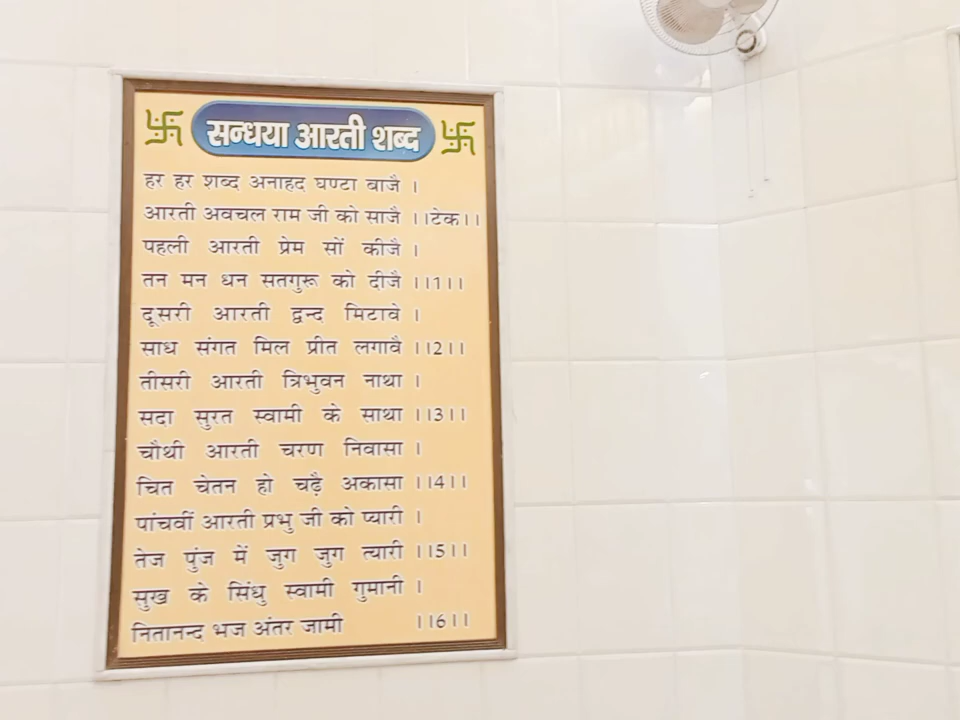 卐 सन्धया आरती शब्द 卐
हर हर शब्द अनाहद घण्टा बाजै ।
आरती अवचल राम जी को साजै ।।टेक।।
पहली आरती प्रेम सों कीजै ।
तन मन धन सतगुरू को दीजै ।।1।।
दूसरी आरती द्वन्द मिटावे ।
साध संगत मिल प्रीत लगावै ।।2।।
तीसरी आरती त्रिभुवन नाथा ।
सदा सुरत स्वामी के साथा ।।3।।
चौथी आरती चरण निवासा ।
चित चेतन हो चढ़ै अकासा ।।4।।
पांचवीं आरती प्रभु जी को प्यारी ।
तेज पुंज में जुग जुग त्यारी ।।5।।
सुख के सिंधु स्वामी गुमानी ।
नितानन्द भज अंतर जामी ।।6।।